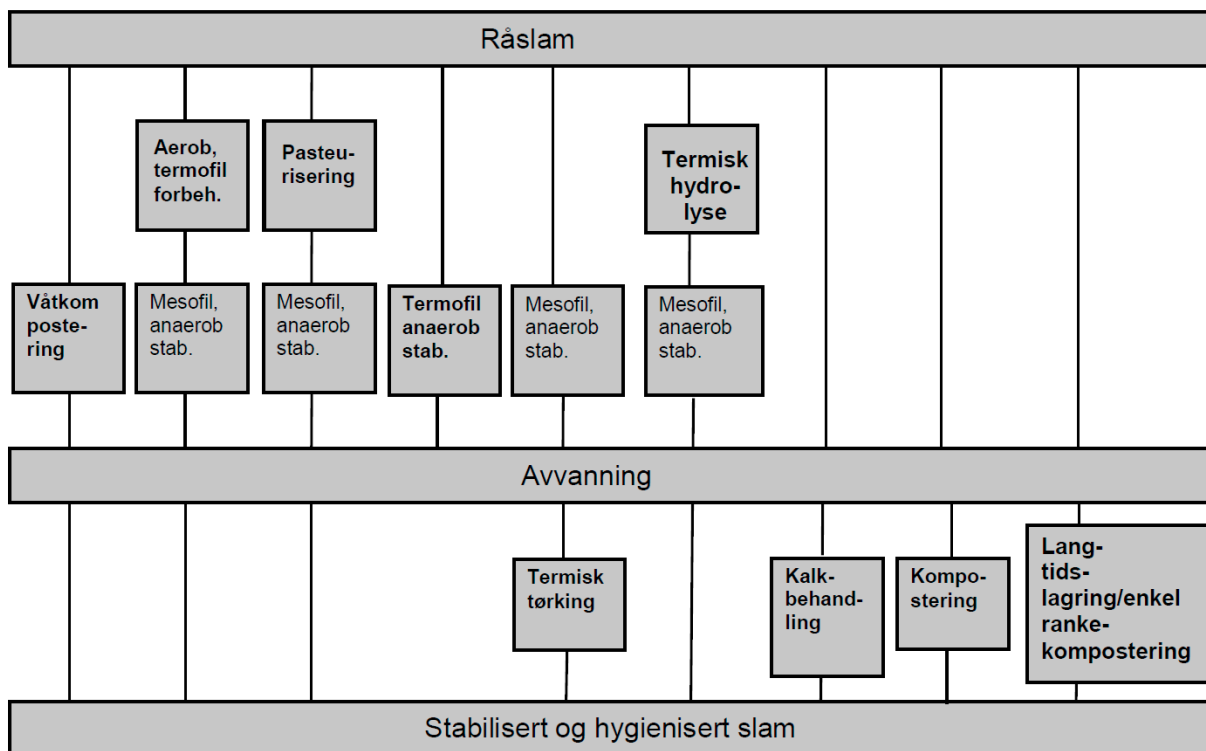 Råslam
Aerob,
termofil
forbeh.
Pasteu-
risering
Termisk
hydro-
lyse
Våtkom
poste-
ring
Mesofil,
anaerob
stab.
Mesofil,
anaerob
stab.
Termofil
anaerob
stab.
Mesofil,
anaerob
stab.
Mesofil,
anaerob
stab.
Avvanning
Termisk
tørking
Kalk-
behand-
ling
Kompo-
stering
Lang-
tids-
lagring/enkel
ranke-
kompostering
Stabilisert og hygienisert slam